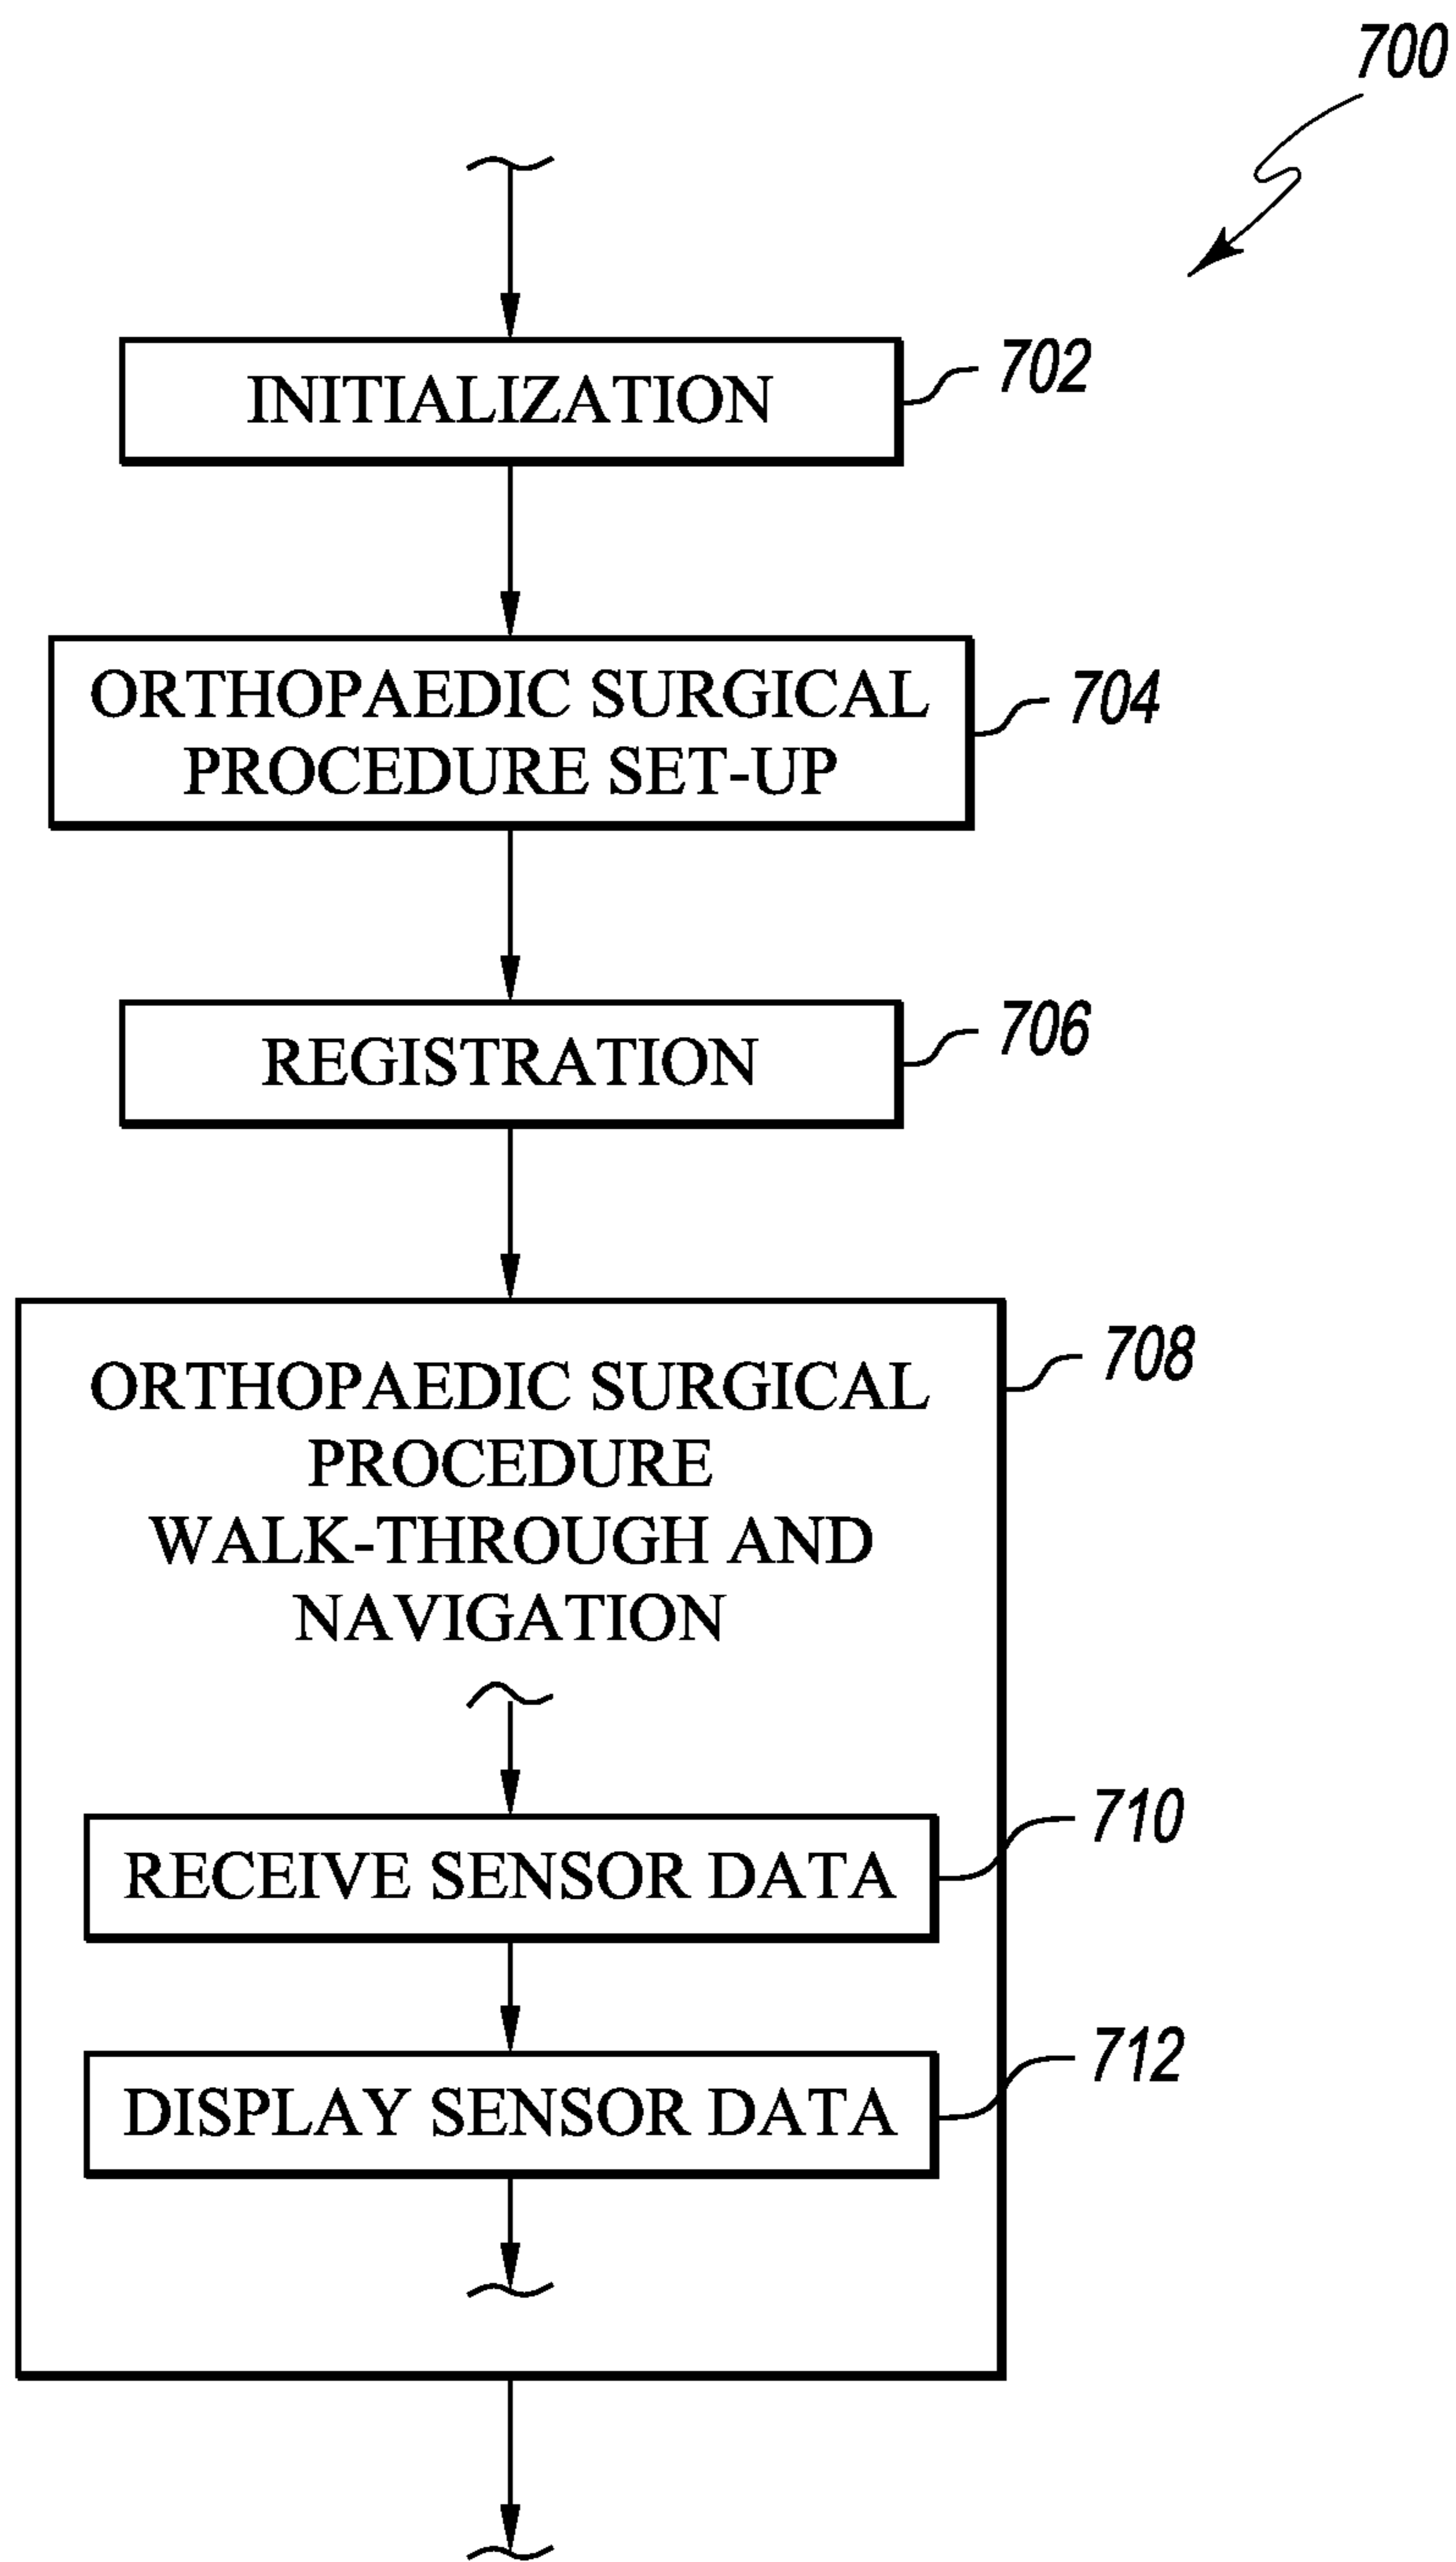 700
INITIALIZATION
702
ORTHOPAEDIC SURGICAL
PROCEDURE SET-UP
704
REGISTRATION
706
ORTHOPAEDIC SURGICAL
PROCEDURE
WALK-THROUGH AND
NAVIGATION
708
RECEIVE SENSOR DATA
710
DISPLAY SENSOR DATA
712